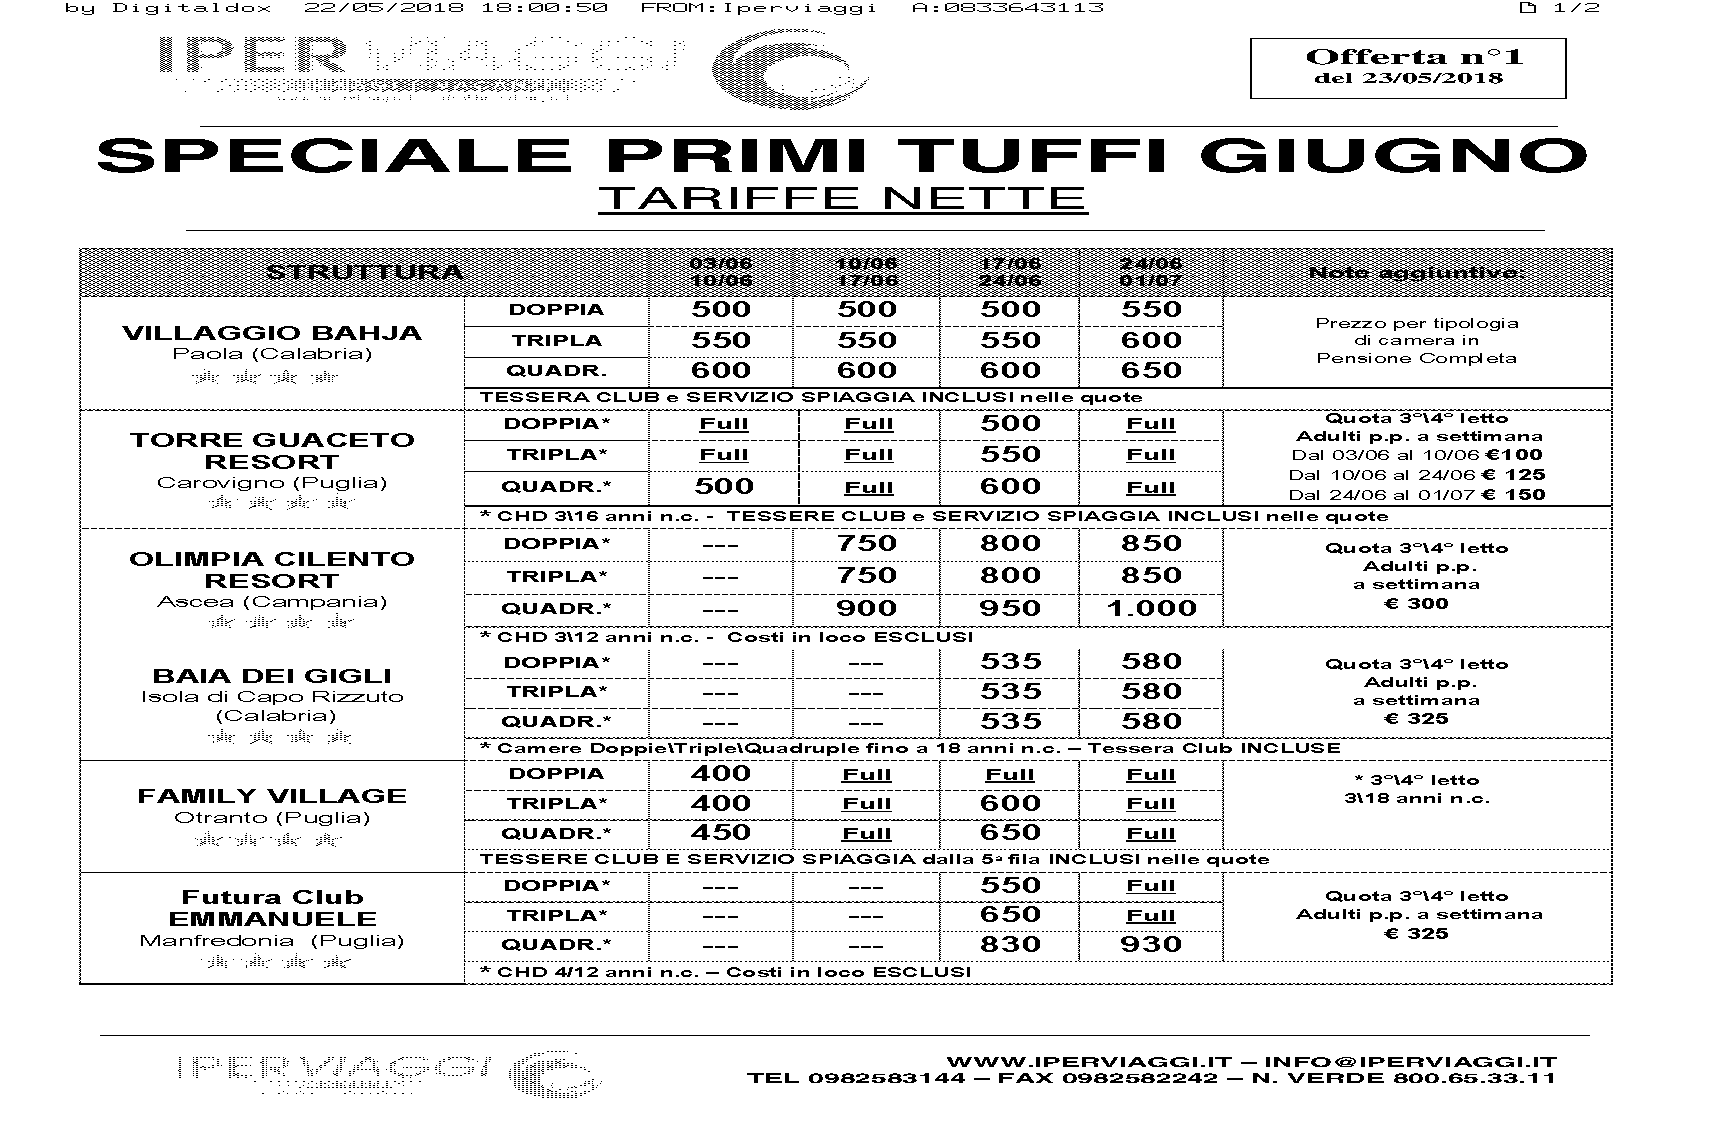 by Digitaldox 22/05/2018 18:00:50 FROM:Iperviaggi A:0833643113 1/2
IPERVIAGGI
Offerta n°1
del 23/05/2018
SPECIALE PRIMI TUFFI GIUGNO
TARIFFE NETTE
STRUTTURA 03/06 10/06 10/06 17/06 17/06 24/06 24/06 01/07 Note aggiuntive:
VILLAGGIO BAHJA
Paola (Calabria)
DOPPIA 500 500 500 550
TRIPLA 550 550 550 600
QUADR. 600 600 600 650
Prezzo per tipologia
di camera in
Pensione Completa
TESSERA CLUB e SERVIZIO SPIAGGIA INCLUSI nelle quote
TORRE GUACETO
RESORT
Carovigno (Puglia)
DOPPIA* Full Full 500 Full
TRIPLA* Full Full 550 Full
QUADR.* 500 Full 600 Full
Quota 3°\4° letto
Adulti p.p. a settimana
Dal 03/06 al 10/06 €100
Dal 10/06 al 24/06 € 125
Dal 24/06 al 01/07 € 150
* CHD 3\16 anni n.c. - TESSERE CLUB e SERVIZIO SPIAGGIA INCLUSI nelle quote
OLIMPIA CILENTO
RESORT
Ascea (Campania)
DOPPIA* --- 750 800 850
TRIPLA* --- 750 800 850
QUADR.* --- 900 950 1.000
Quota 3°\4° letto
Adulti p.p.
a settimana
€ 300
* CHD 3\12 anni n.c. - Costi in loco ESCLUSI
BAIA DEI GIGLI
Isola di Capo Rizzuto
(Calabria)
DOPPIA* --- --- 535 580
TRIPLA* --- --- 535 580
QUADR.* --- --- 535 580
Quota 3°\4° letto
Adulti p.p.
a settimana
€ 325
* Camere Doppie\Triple\Quadruple fino a 18 anni n.c. – Tessera Club INCLUSE
FAMILY VILLAGE
Otranto (Puglia)
DOPPIA 400 Full Full Full
TRIPLA* 400 Full 600 Full
QUADR.* 450 Full 650 Full
* 3°\4° letto
3\18 anni n.c.
TESSERE CLUB E SERVIZIO SPIAGGIA dalla 5ª fila INCLUSI nelle quote
Futura Club
EMMANUELE
Manfredonia (Puglia)
DOPPIA* --- --- 550 Full
TRIPLA* --- --- 650 Full
QUADR.* --- --- 830 930
Quota 3°\4° letto
Adulti p.p. a settimana
€ 325
* CHD 4/12 anni n.c. – Costi in loco ESCLUSI
IPERVIAGGI
WWW.IPERVIAGGI.IT – INFO@IPERVIAGGI.IT
TEL 0982583144 – FAX 0982582242 – N. VERDE 800.65.33.11